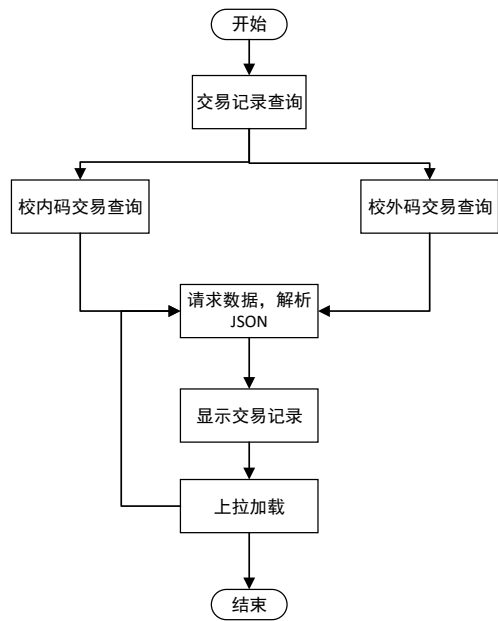 开始
交易记录查询
校内码交易查询
校外码交易查询
请求数据，解析
JSON
显示交易记录
上拉加载
结束